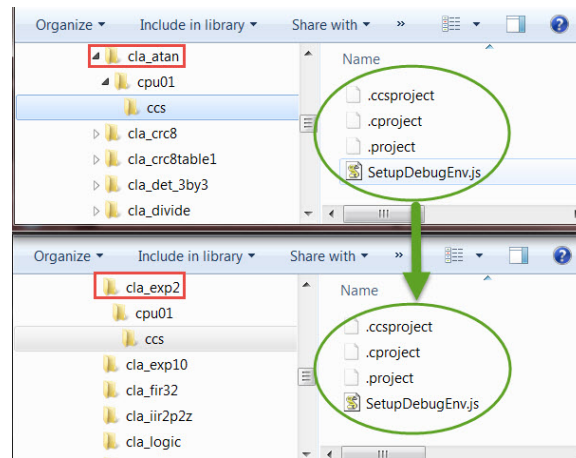 Organize Include in library Share with »
cla_atan Name
cpu01 .ccsproject
ccs .cproject
cla_crc8 .project
cla_crc8table1 SetupDebugEnv.js
cla_det_3by3
cla_divide
Organize Include in library Share with »
cla_exp2 Name
cpu01 .ccsproject
ccs .cproject
cla_exp10 .project
cla_fir32 SetupDebugEnv.js
cla_iir2p2z
cla_logic